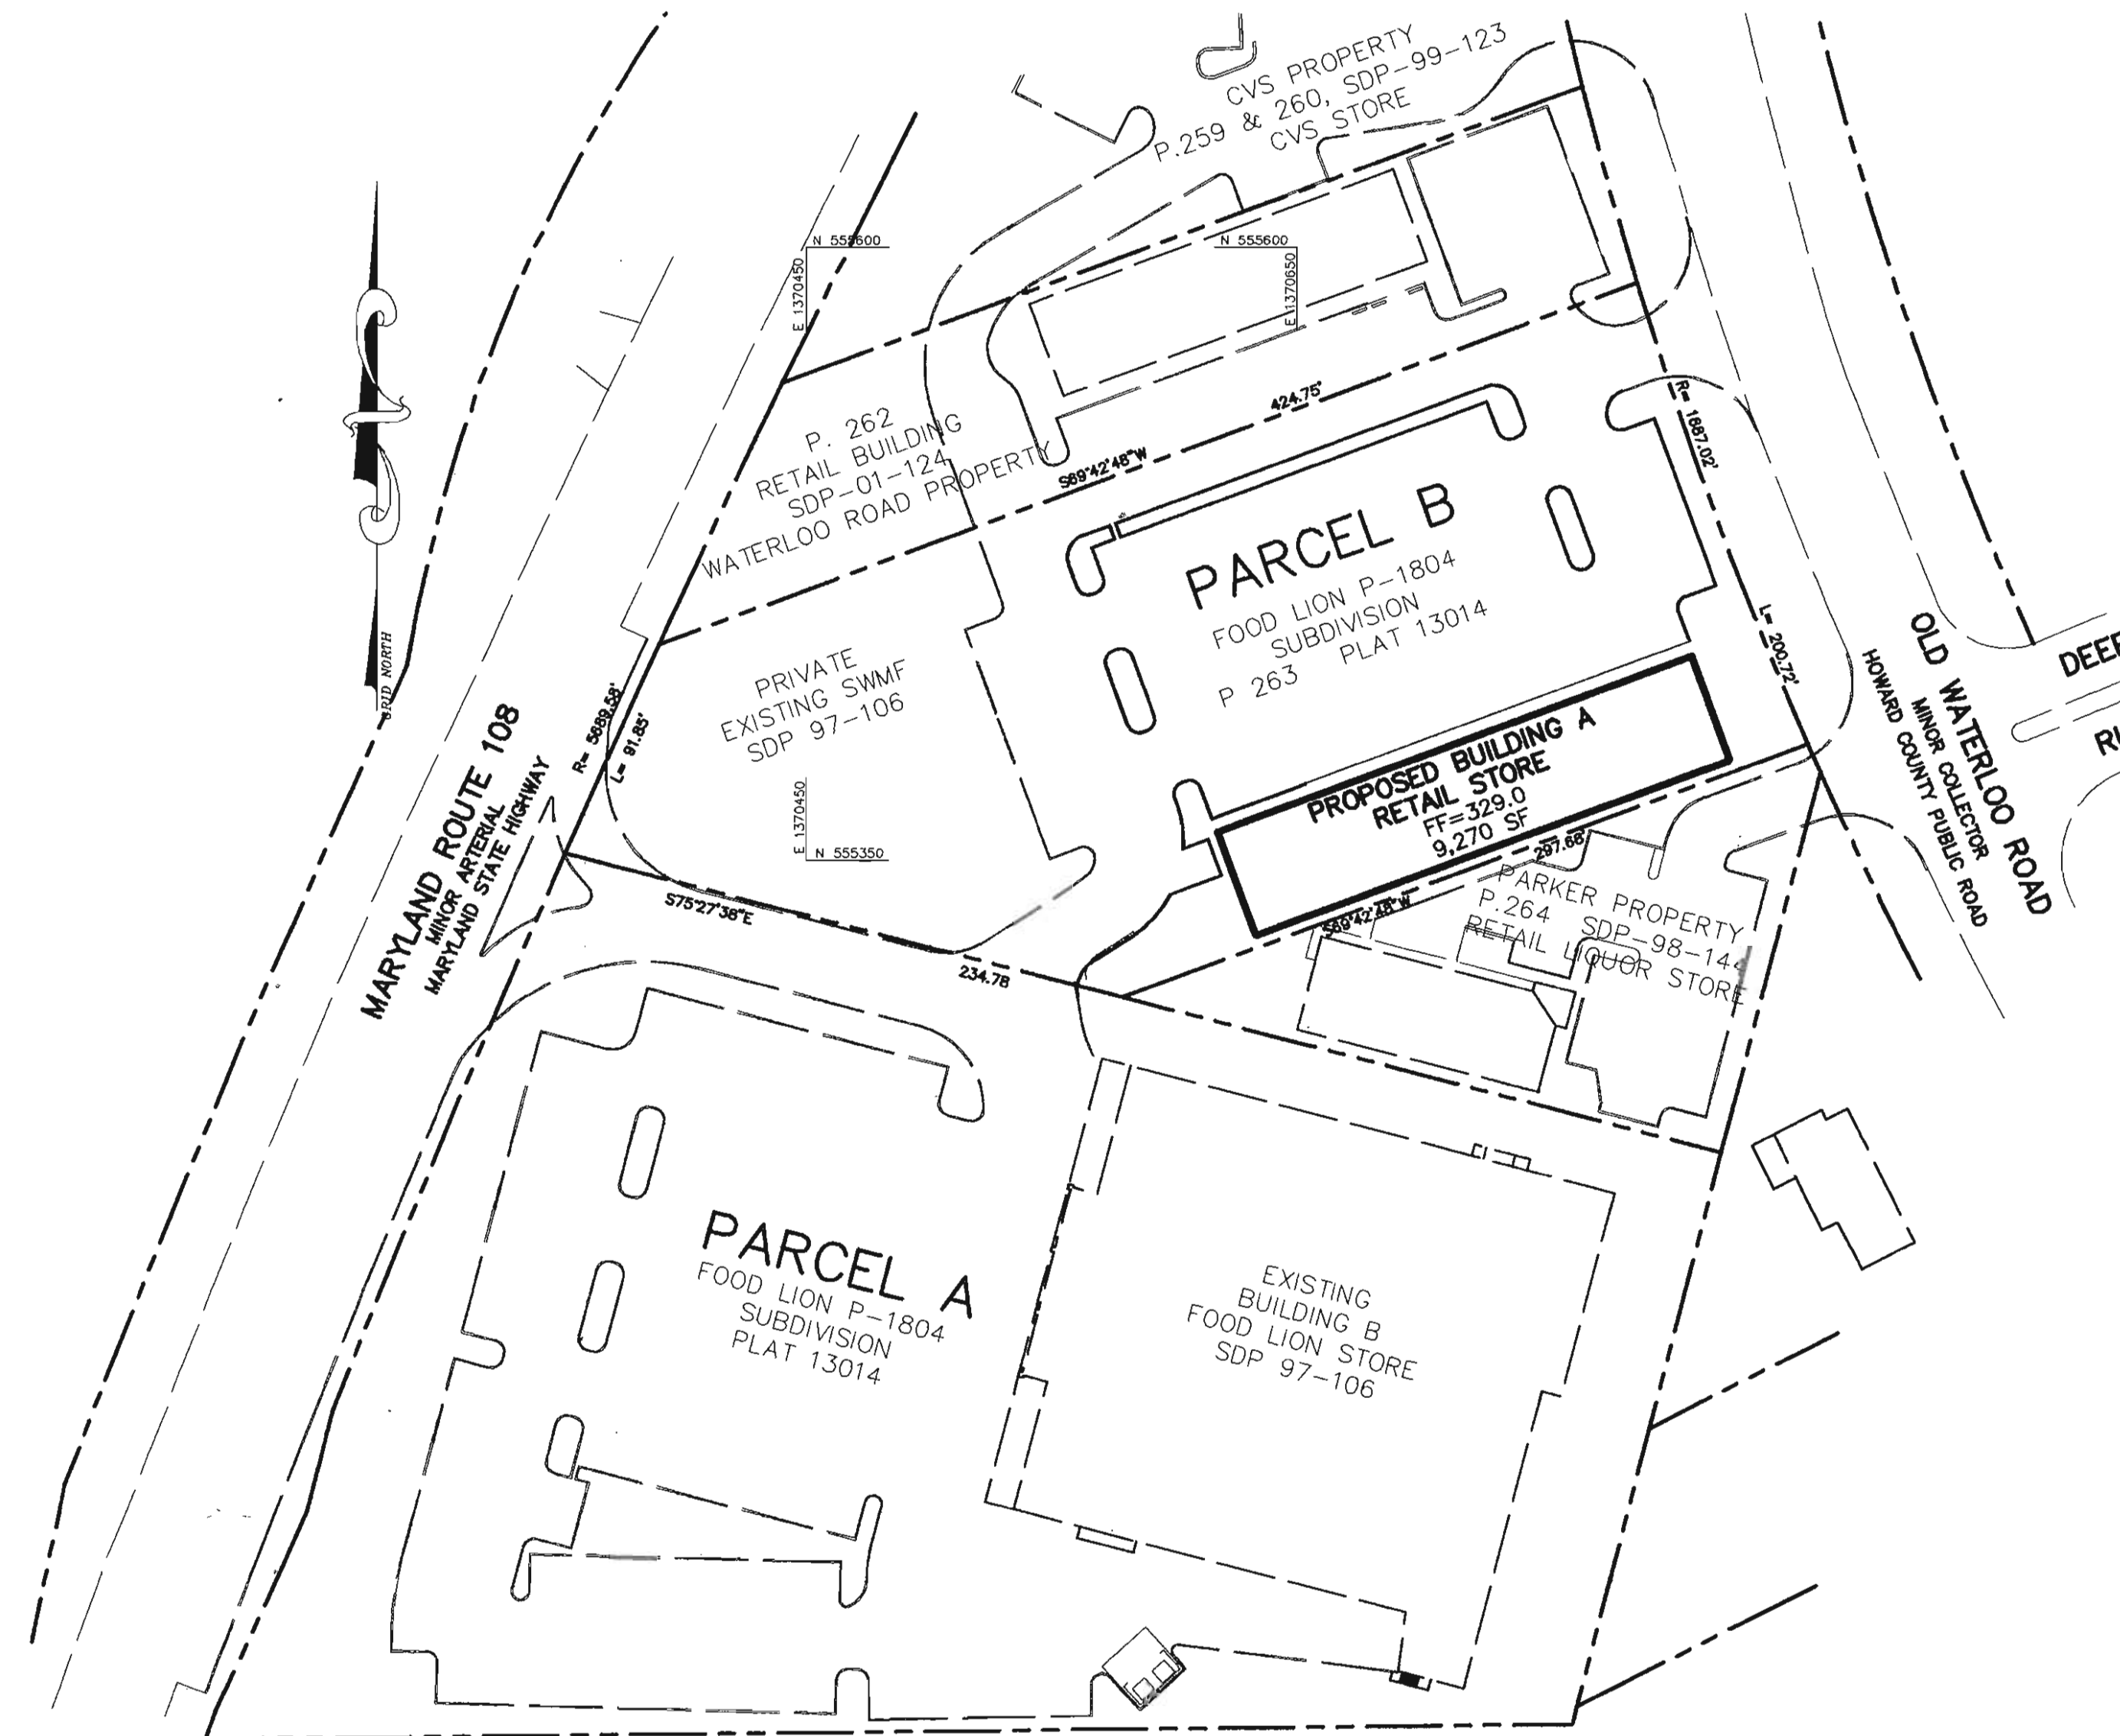 CVS PROPERTY
P.259 & 260, SDP-99-123
CVS STORE
N 555600
E 1370450
N 555600
E 1370650
P. 262
RETAIL BUILDING
SDP-01-124
WATERLOO ROAD PROPERTY
424.75'
S69°42'48"W
R= 1687.02'
L= 200.72'
PARCEL B
FOOD LION P-1804
SUBDIVISION
PLAT 13014
P 263
GRID NORTH
PRIVATE
EXISTING SWMF
SDP 97-106
R= 5689.58'
L= 91.85'
E 1370450
N 555350
MARYLAND ROUTE 108
MINOR ARTERIAL
MARYLAND STATE HIGHWAY
PROPOSED BUILDING A
RETAIL STORE
FF=329.0
9,270 SF
297.68'
S69°42'48"W
OLD WATERLOO ROAD
MINOR COLLECTOR
HOWARD COUNTY PUBLIC ROAD
PARKER PROPERTY
P.264 SDP-98-144
RETAIL LIQUOR STORE
S75°27'38"E
234.78
PARCEL A
FOOD LION P-1804
SUBDIVISION
PLAT 13014
EXISTING
BUILDING B
FOOD LION STORE
SDP 97-106